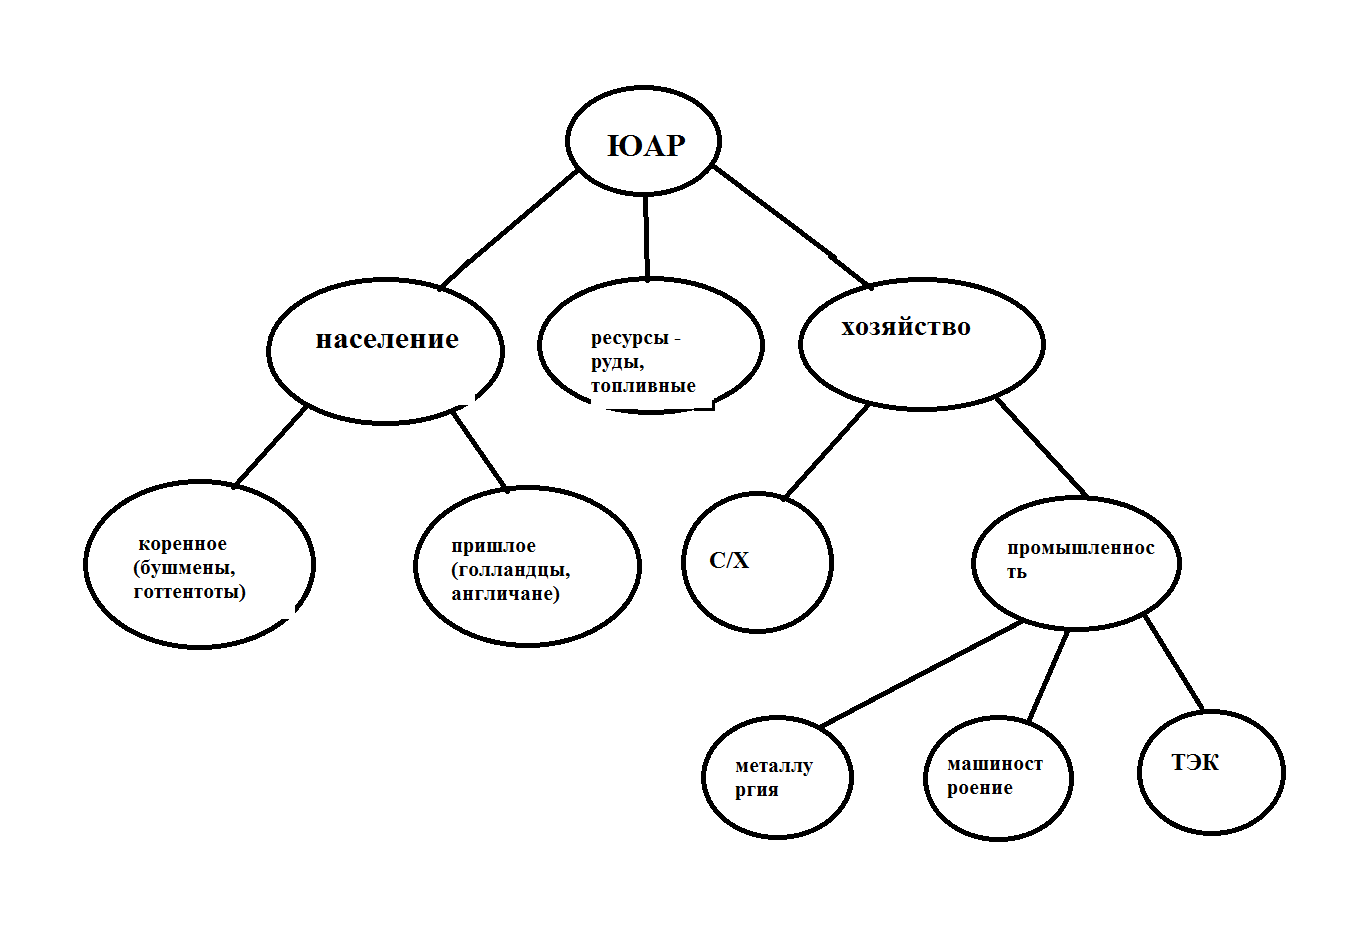 ЮАР
население
ресурсы -
руды,
топливные
хозяйство
коренное
(бушмены,
готтентоты)
пришлое
(голландцы,
англичане)
С/Х
промышленнос
ть
металлу
ргия
машиност
роение
ТЭК